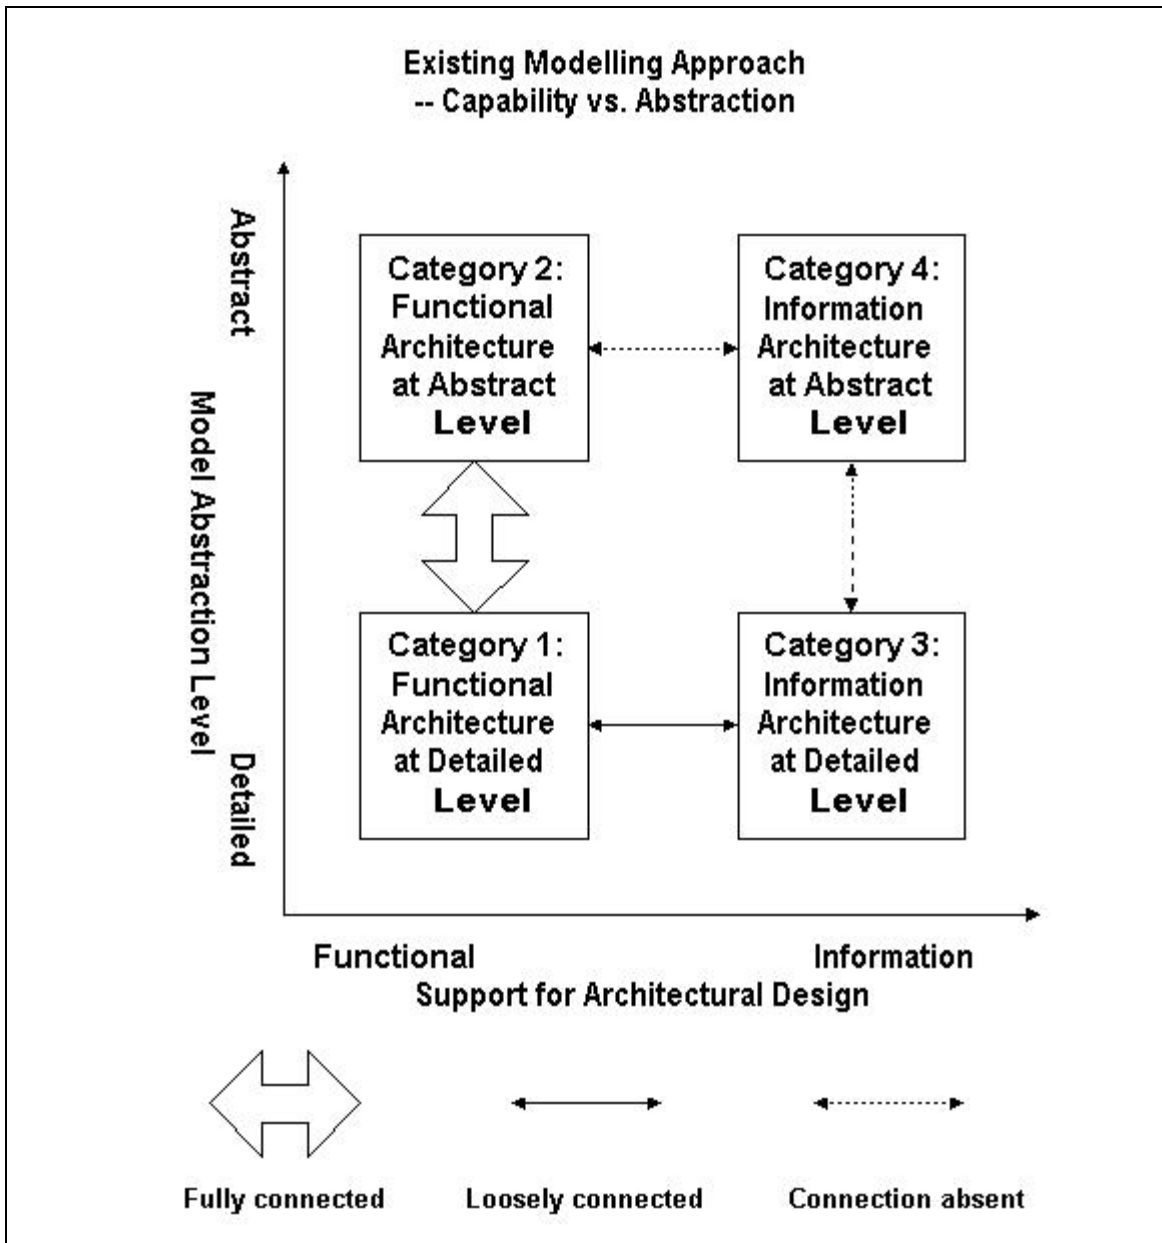 Existing Modelling Approach
-- Capability vs. Abstraction
Abstract
Model Abstraction Level
Detailed
Category 2:
Functional
Architecture
at Abstract
Level
Category 4:
Information
Architecture
at Abstract
Level
Category 1:
Functional
Architecture
at Detailed
Level
Category 3:
Information
Architecture
at Detailed
Level
Functional
Information
Support for Architectural Design
Fully connected
Loosely connected
Connection absent